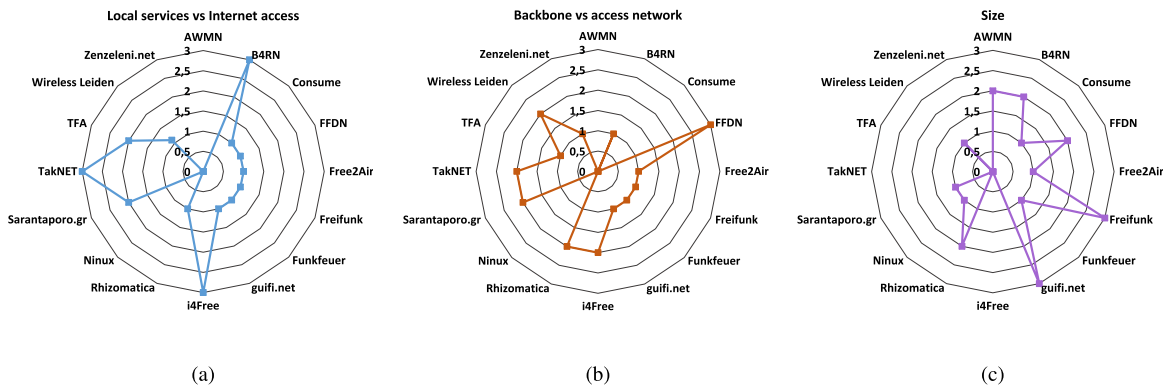 Local services vs Internet access
AWMN
B4RN
Consume
FFDN
Free2Air
Freifunk
Funkfeuer
guifi.net
i4Free
Rhizomatica
Ninux
Sarantaporo.gr
TakNET
TFA
Wireless Leiden
Zenzeleni.net
3
2,5
2
1,5
1
0,5
0
(a)
Backbone vs access network
AWMN
B4RN
Consume
FFDN
Free2Air
Freifunk
Funkfeuer
guifi.net
i4Free
Rhizomatica
Ninux
Sarantaporo.gr
TakNET
TFA
Wireless Leiden
Zenzeleni.net
3
2,5
2
1,5
1
0,5
0
(b)
Size
AWMN
B4RN
Consume
FFDN
Free2Air
Freifunk
Funkfeuer
guifi.net
i4Free
Rhizomatica
Ninux
Sarantaporo.gr
TakNET
TFA
Wireless Leiden
Zenzeleni.net
3
2,5
2
1,5
1
0,5
0
(c)